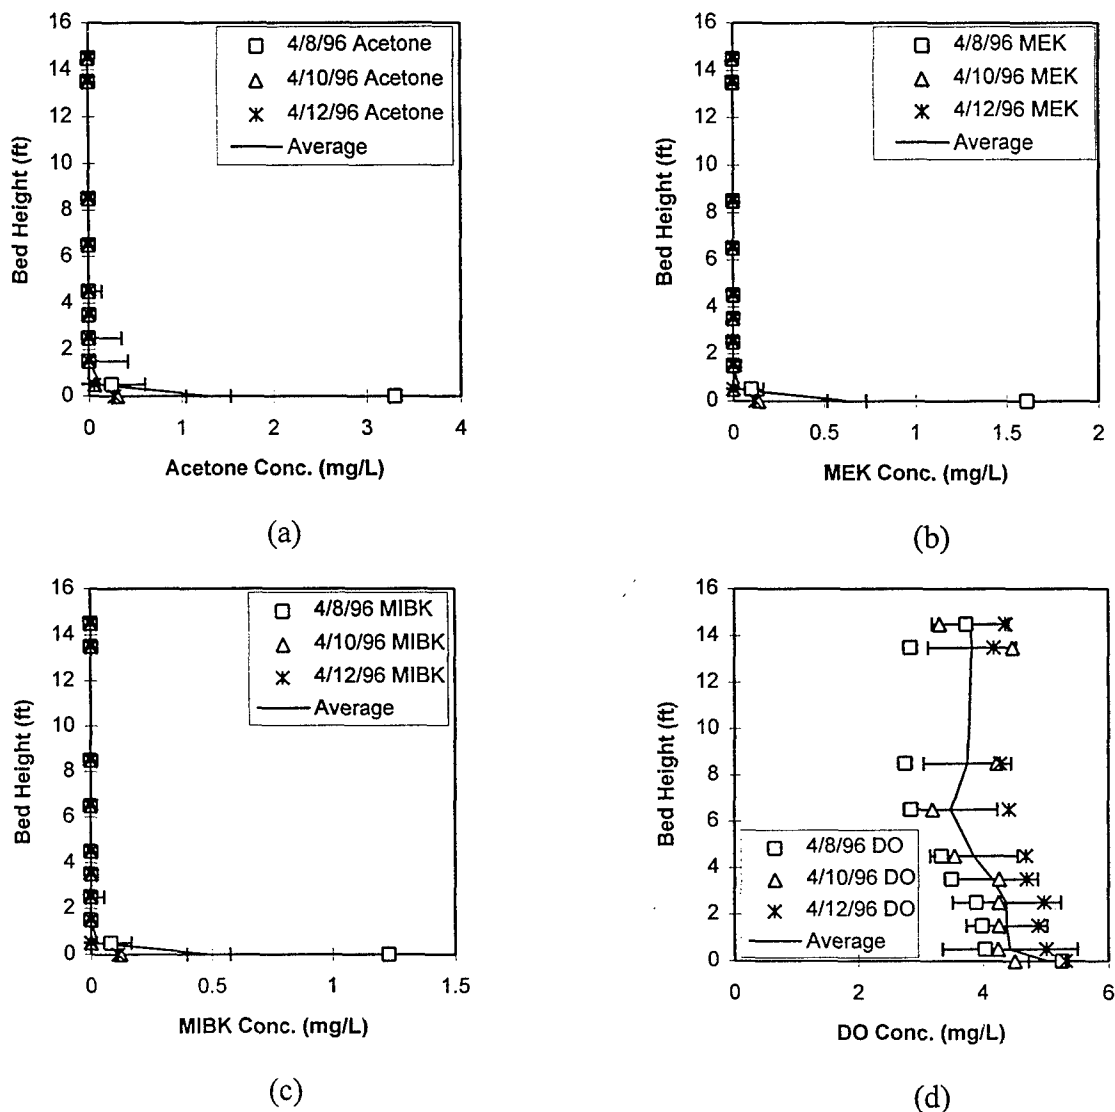 16
14
12
10
8
6
4
2
0
Bed Height (ft)
4/8/96 Acetone
4/10/96 Acetone
4/12/96 Acetone
Average
0 1 2 3 4
Acetone Conc. (mg/L)
(a)
16
14
12
10
8
6
4
2
0
Bed Height (ft)
4/8/96 MEK
4/10/96 MEK
4/12/96 MEK
Average
0 0.5 1 1.5 2
MEK Conc. (mg/L)
(b)
16
14
12
10
8
6
4
2
0
Bed Height (ft)
4/8/96 MIBK
4/10/96 MIBK
4/12/96 MIBK
Average
0 0.5 1 1.5
MIBK Conc. (mg/L)
(c)
16
14
12
10
8
6
4
2
0
Bed Height (ft)
4/8/96 DO
4/10/96 DO
4/12/96 DO
Average
0 2 4 6
DO Conc. (mg/L)
(d)